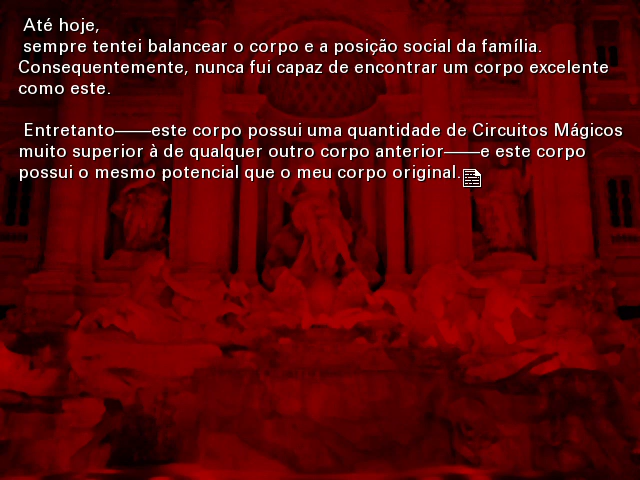 Até hoje,
sempre tentei balancear o corpo e a posição social da família.
Consequentemente, nunca fui capaz de encontrar um corpo excelente
como este.
Entretanto——este corpo possui uma quantidade de Circuitos Mágicos
muito superior à de qualquer outro corpo anterior——e este corpo
possui o mesmo potencial que o meu corpo original.